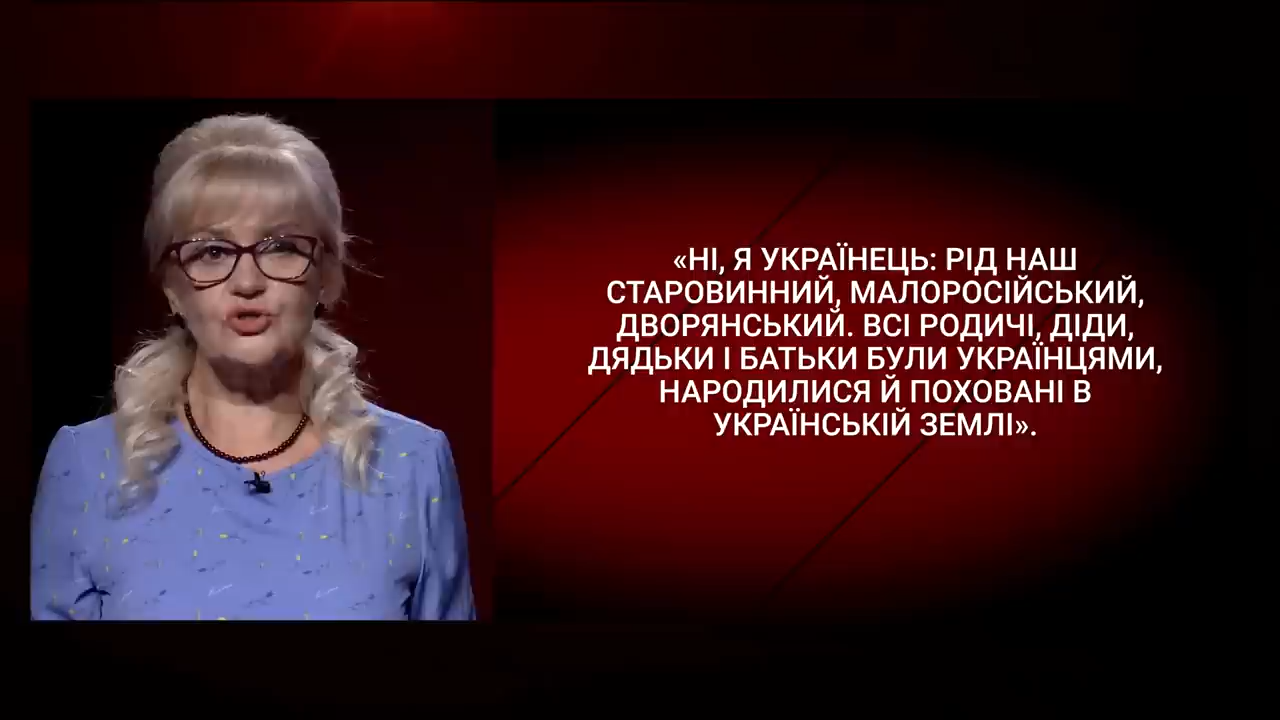 «НІ, Я УКРАЇНЕЦЬ: РІД НАШ
СТАРОВИННИЙ, МАЛОРОСІЙСЬКИЙ,
ДВОРЯНСЬКИЙ. ВСІ РОДИЧІ, ДІДИ,
ДЯДЬКИ І БАТЬКИ БУЛИ УКРАЇНЦЯМИ,
НАРОДИЛИСЯ Й ПОХОВАНІ В
УКРАЇНСЬКІЙ ЗЕМЛІ».